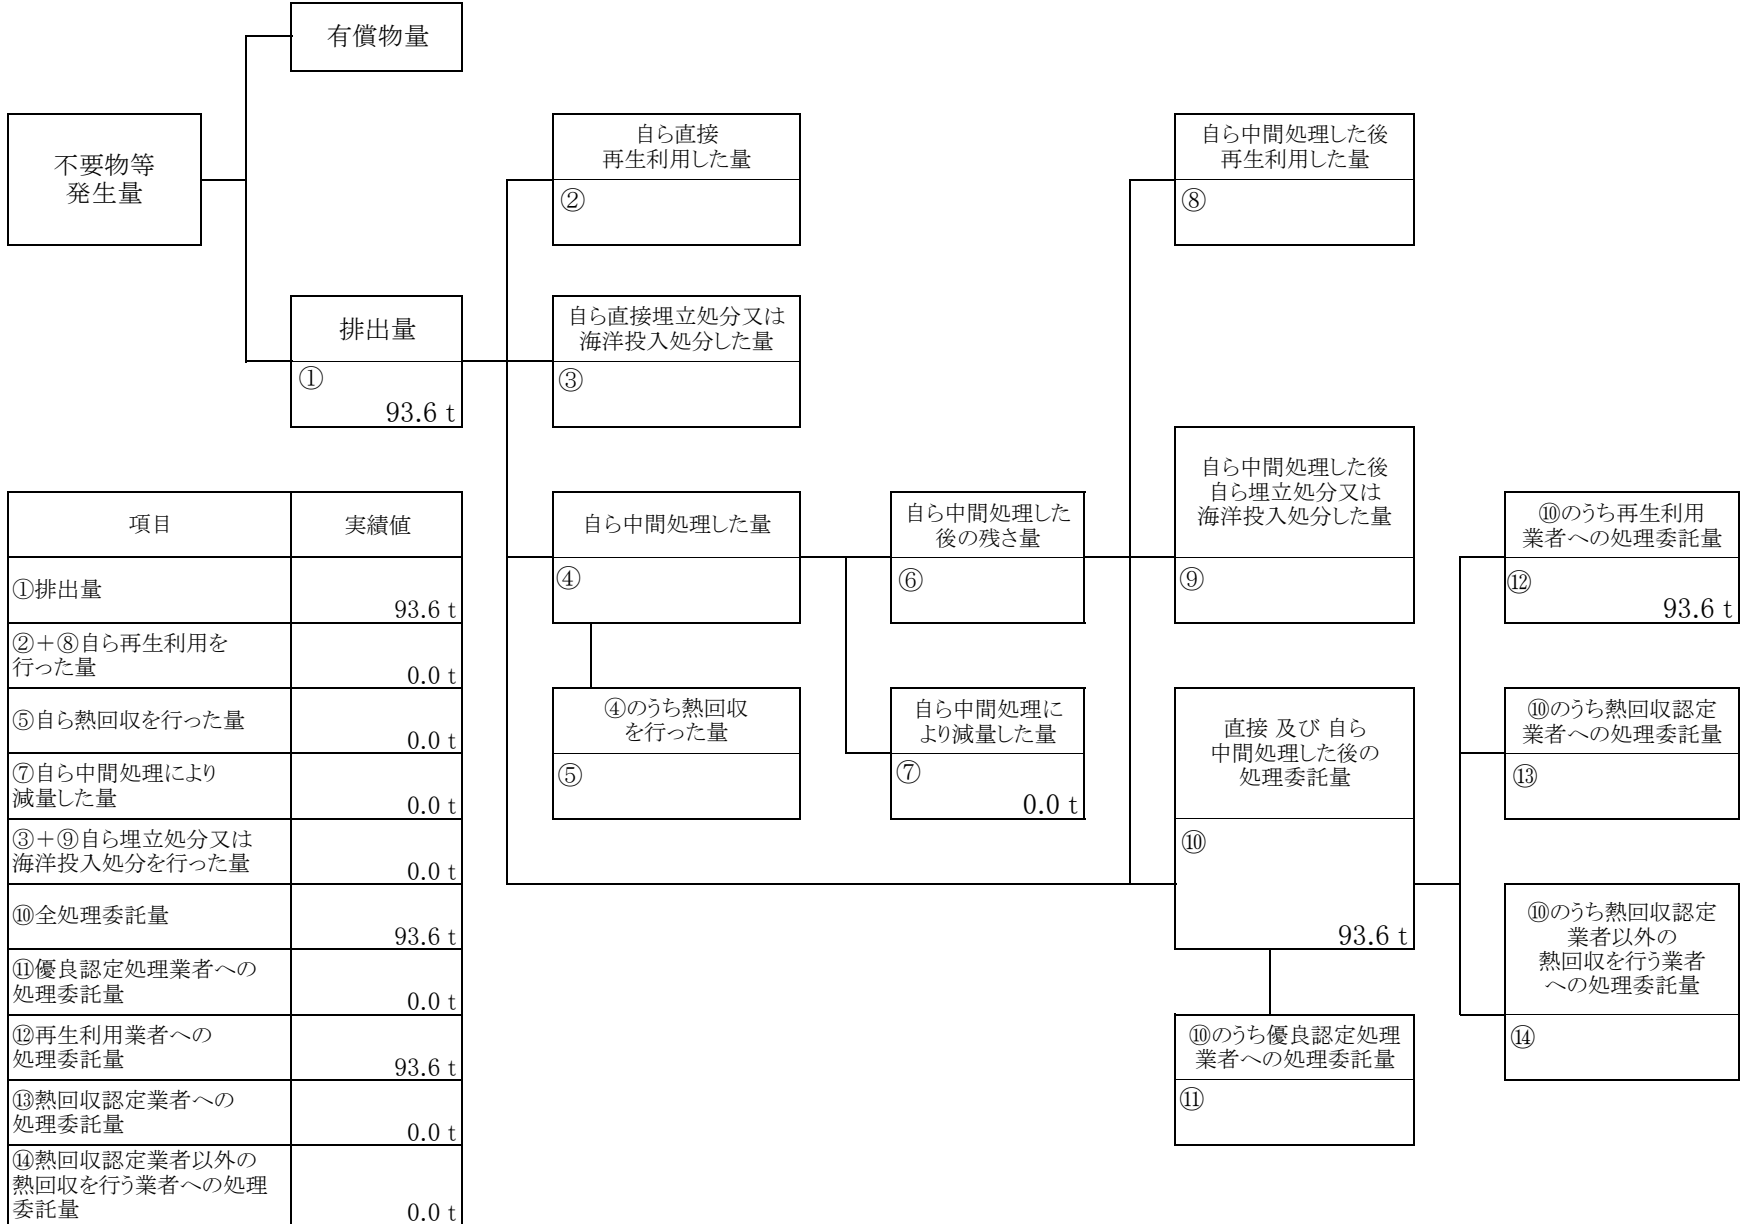 有償物量
不要物等
発生量
自ら直接
再生利用した量
②
自ら中間処理した後
再生利用した量
⑧
排出量
①
93.6 t
自ら直接埋立処分又は
海洋投入処分した量
③
自ら中間処理した量
④
自ら中間処理した
後の残さ量
⑥
自ら中間処理した後
自ら埋立処分又は
海洋投入処分した量
⑨
⑩のうち再生利用
業者への処理委託量
⑫
93.6 t
④のうち熱回収
を行った量
⑤
自ら中間処理に
より減量した量
⑦
0.0 t
直接 及び 自ら
中間処理した後の
処理委託量
⑩
93.6 t
⑩のうち熱回収認定
業者への処理委託量
⑬
⑩のうち熱回収認定
業者以外の
熱回収を行う業者
への処理委託量
⑭
⑩のうち優良認定処理
業者への処理委託量
⑪
項目 実績値
①排出量
93.6 t
②＋⑧自ら再生利用を
行った量
0.0 t
⑤自ら熱回収を行った量
0.0 t
⑦自ら中間処理により
減量した量
0.0 t
③＋⑨自ら埋立処分又は
海洋投入処分を行った量
0.0 t
⑩全処理委託量
93.6 t
⑪優良認定処理業者への
処理委託量
0.0 t
⑫再生利用業者への
処理委託量
93.6 t
⑬熱回収認定業者への
処理委託量
0.0 t
⑭熱回収認定業者以外の
熱回収を行う業者への処理
委託量
0.0 t